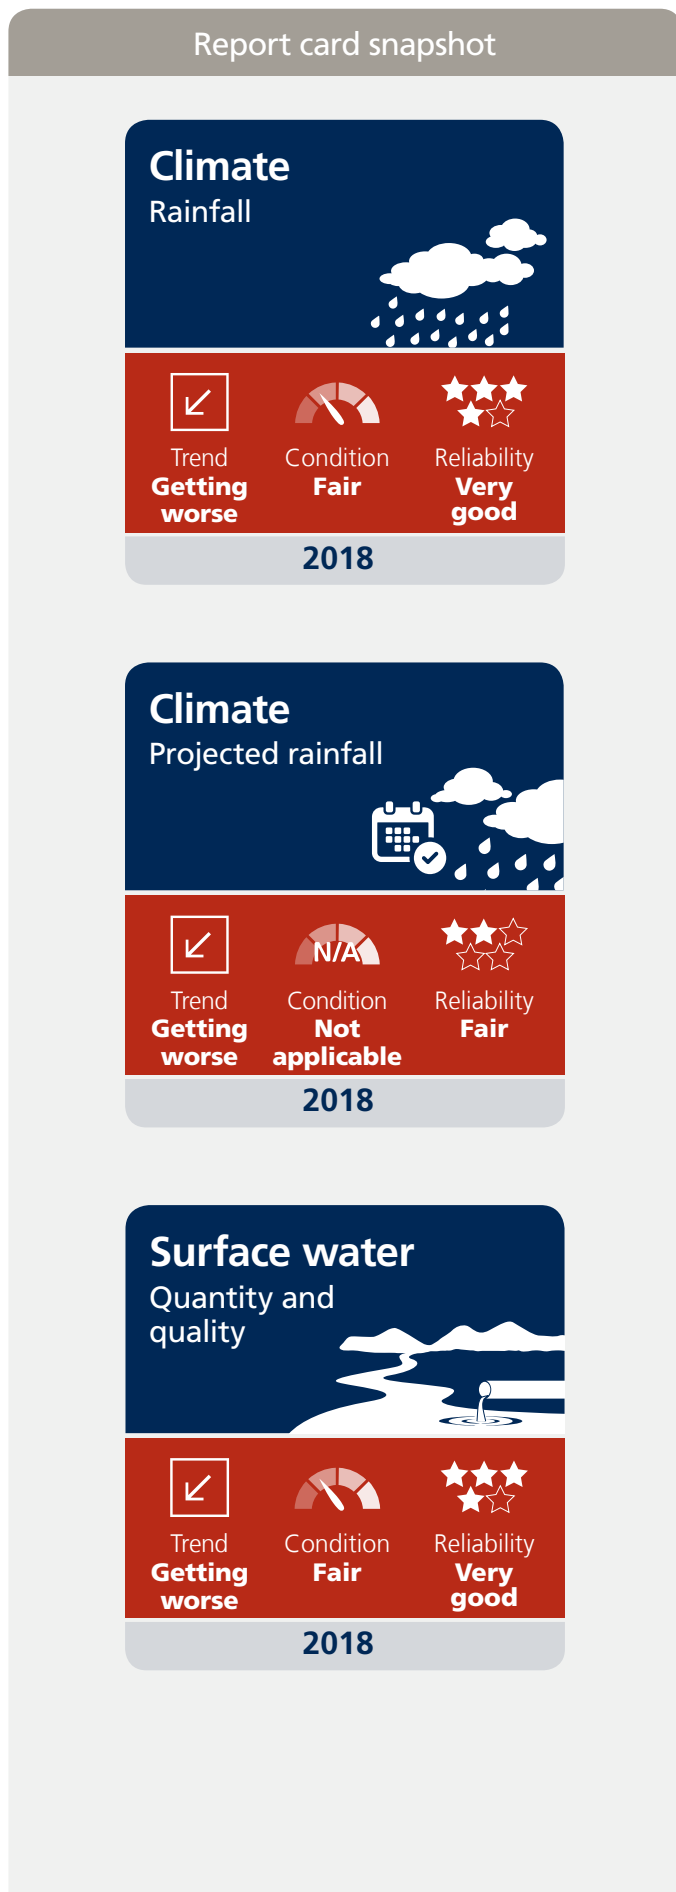 Report card snapshot
Climate
Rainfall
Trend
Getting
worse
Condition
Fair
Reliability
Very
good
2018
Climate
Projected rainfall
Trend
Getting
worse
N/A
Condition
Not
applicable
Reliability
Fair
2018
Surface water
Quantity and
quality
Trend
Getting
worse
Condition
Fair
Reliability
Very
good
2018